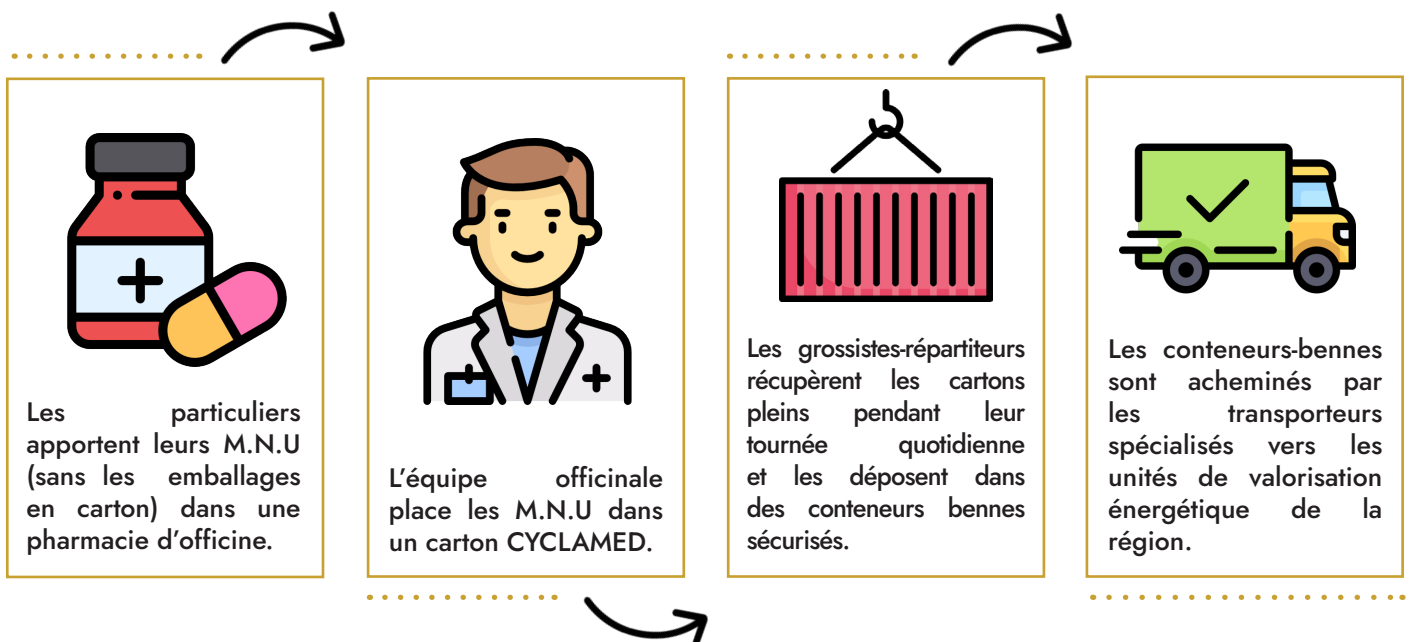 Les particuliers
apportent leurs M.N.U
(sans les emballages
en carton) dans une
pharmacie d'officine.
L'équipe officinale
place les M.N.U dans
un carton CYCLAMED.
Les grossistes-répartiteurs
récupèrent les cartons
pleins pendant leur
tournée quotidienne
et les déposent dans
des conteneurs bennes
sécurisés.
Les conteneurs-bennes
sont acheminés par
les transporteurs
spécialisés vers les
unités de valorisation
énergétique de la
région.